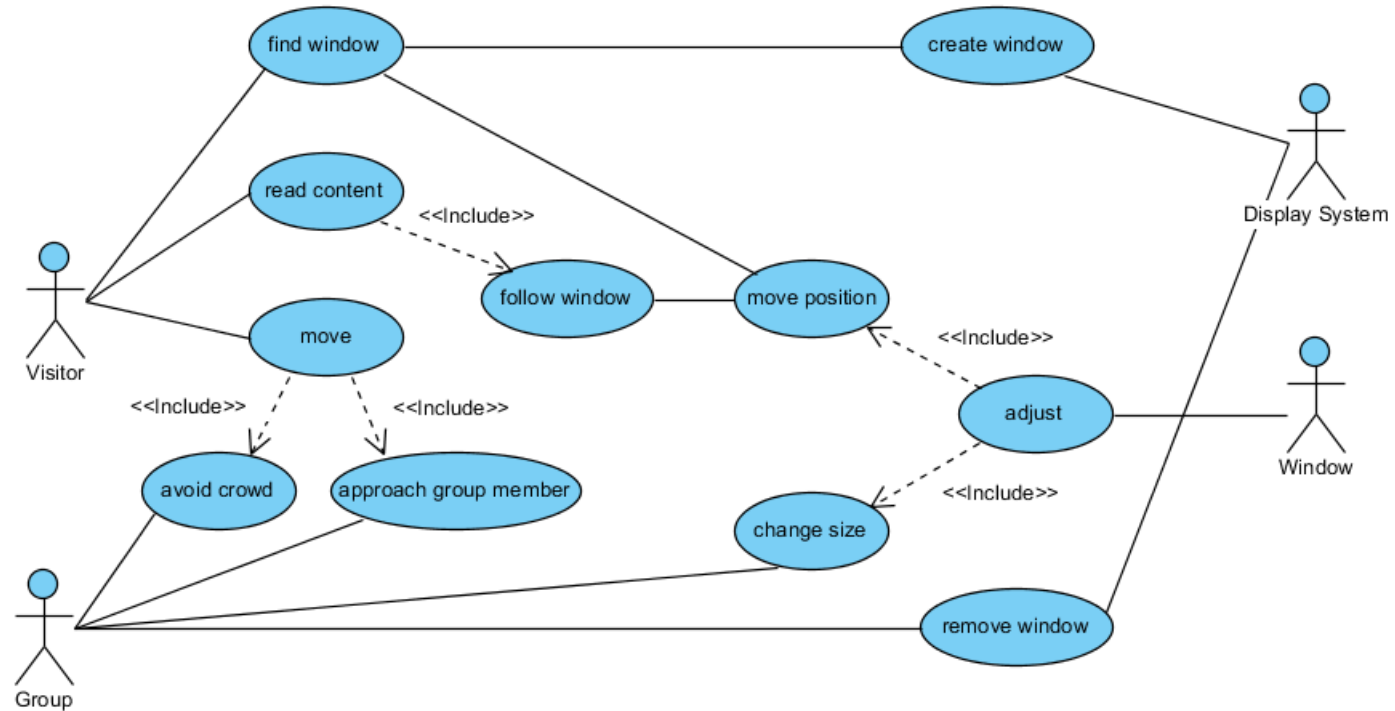 find window
create window
read content
<<Include>>
Display System
follow window
move position
move
<<Include>>
Visitor
<<Include>>
<<Include>>
adjust
Window
avoid crowd
approach group member
<<Include>>
change size
remove window
Group